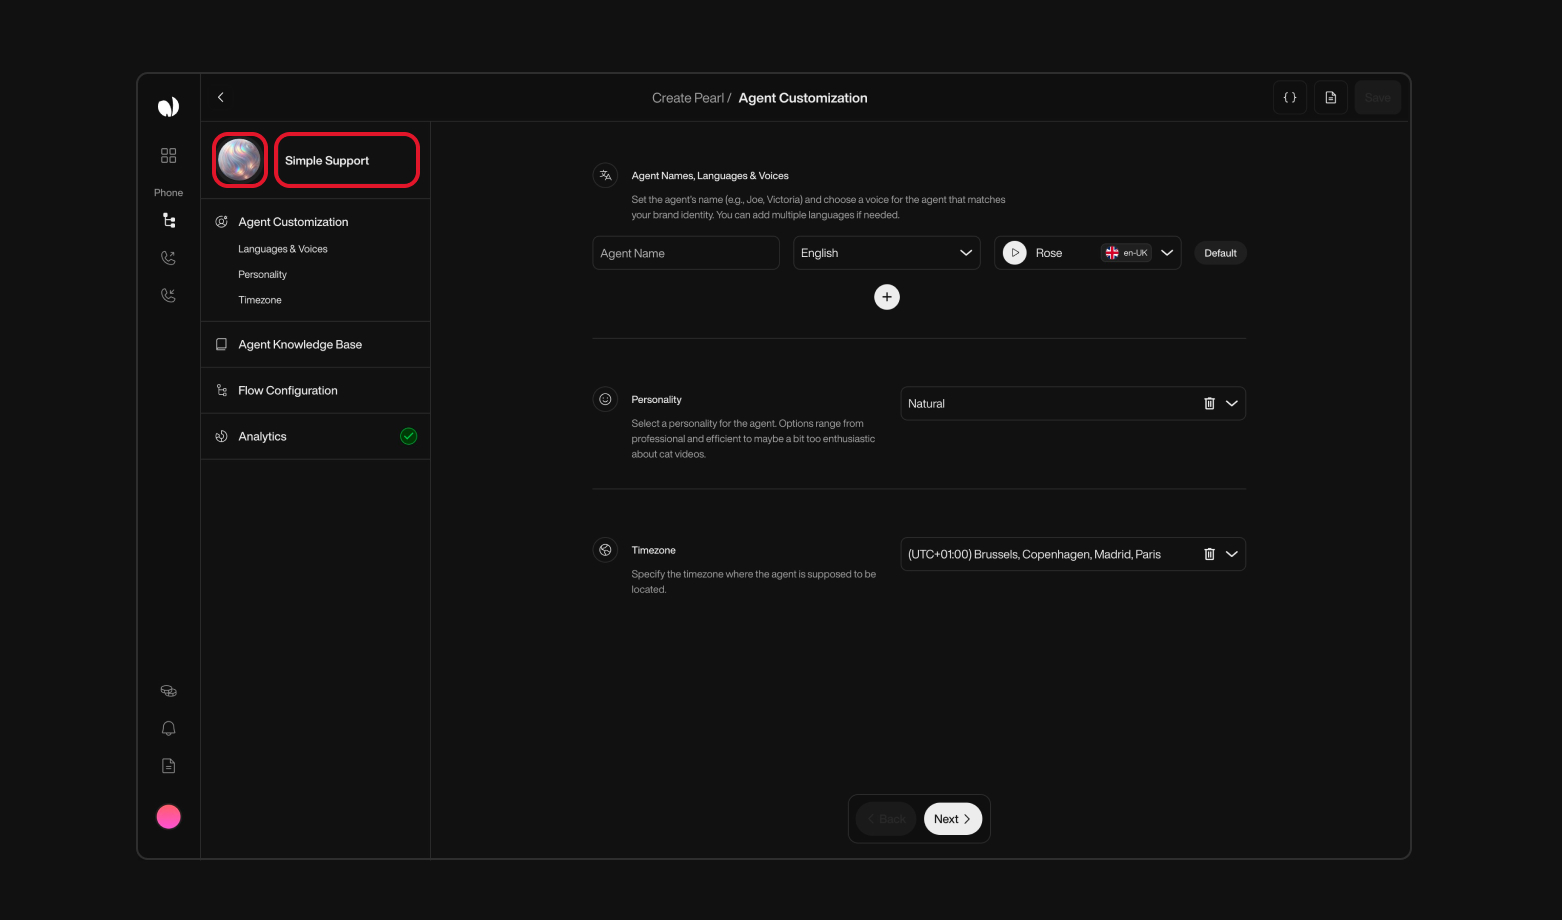 Create Pearl / Agent Customization
{ }
Save
Phone
Simple Support
Agent Customization
Languages & Voices
Personality
Timezone
Agent Knowledge Base
Flow Configuration
Analytics
Agent Names, Languages & Voices
Set the agent's name (e.g., Joe, Victoria) and choose a voice for the agent that matches
your brand identity. You can add multiple languages if needed.
Agent Name
English
Rose
en-UK
Default
Personality
Select a personality for the agent. Options range from
professional and efficient to maybe a bit too enthusiastic
about cat videos.
Natural
Timezone
Specify the timezone where the agent is supposed to be
located.
(UTC+01:00) Brussels, Copenhagen, Madrid, Paris
Back
Next